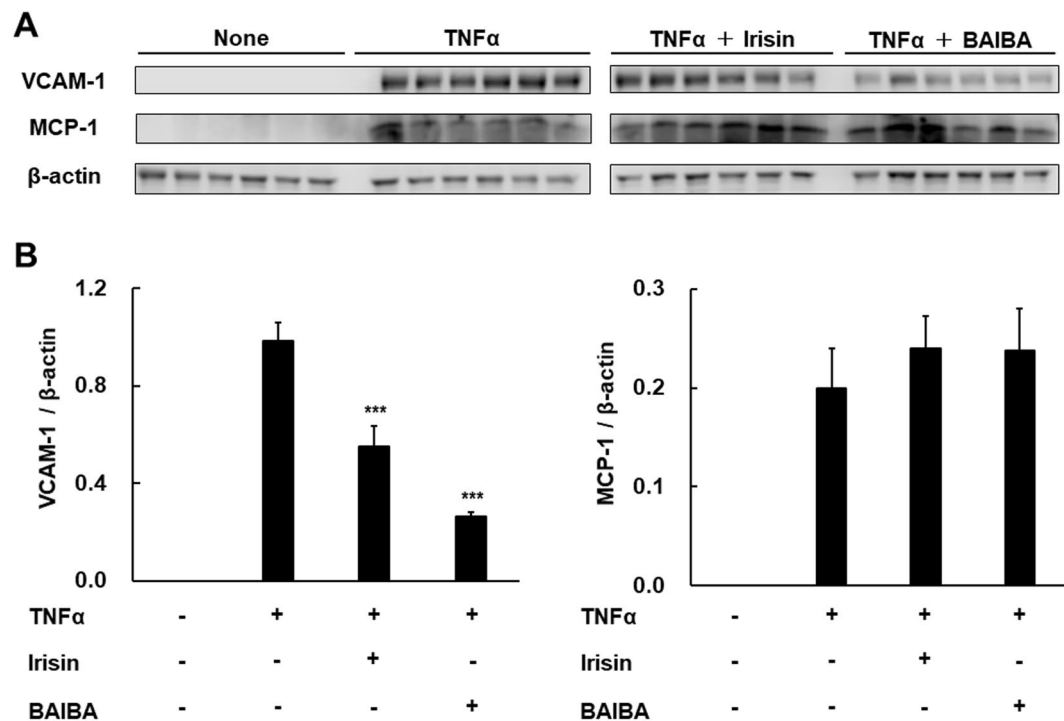 A
None TNFα TNFα + Irisin TNFα + BAIBA
VCAM-1
MCP-1
β-actin
B
VCAM-1 / β-actin
1.2
0.8
0.4
0.0
***
***
TNFα - + + +
Irisin - - + -
BAIBA - - - +
MCP-1 / β-actin
0.3
0.2
0.1
0.0
TNFα - + + +
Irisin - - + -
BAIBA - - - +